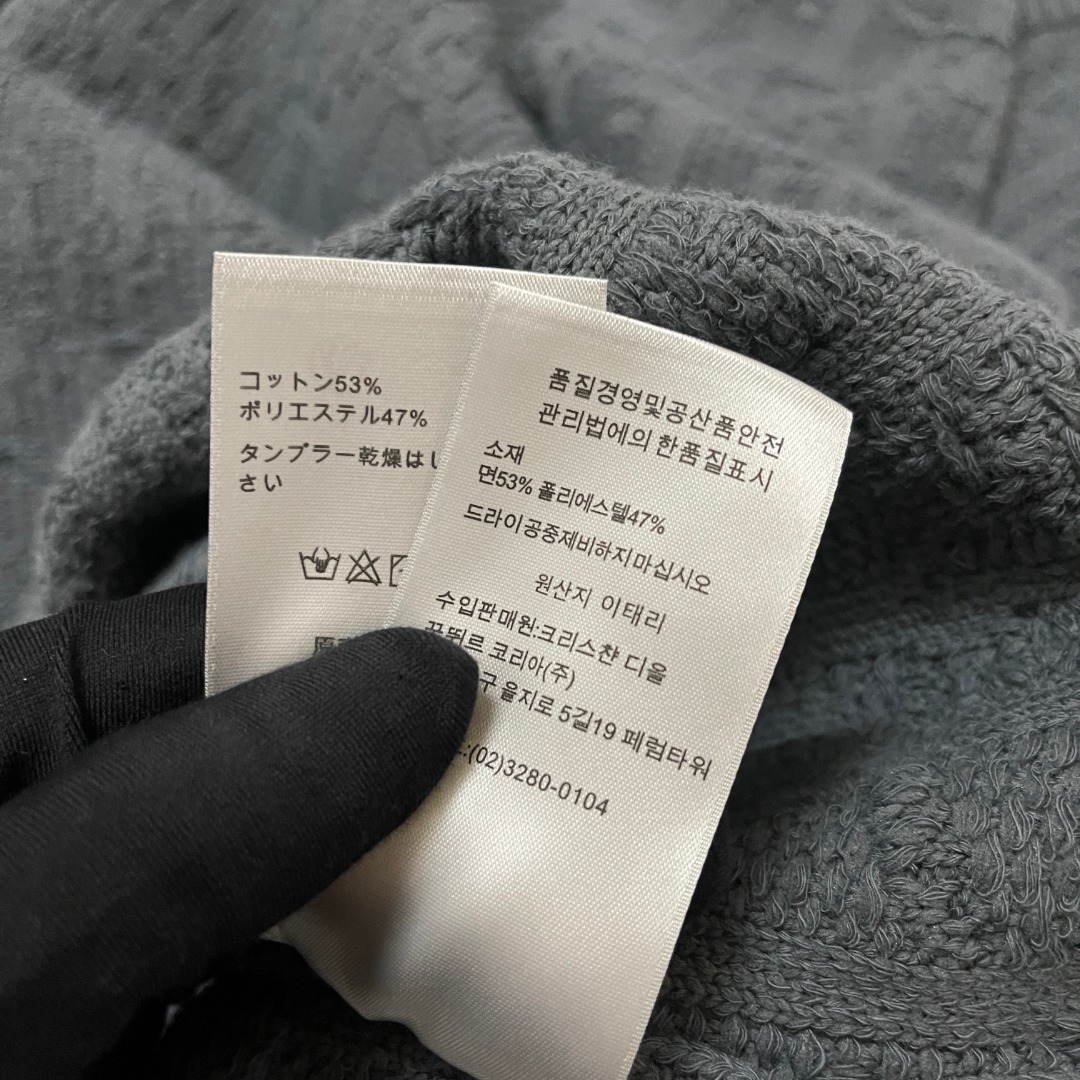 コットン53%
ポリエステル47%
タンブラー乾燥は
さい
품질경영및공산품안전
관리법에의한품질표시
소재
면53% 폴리에스텔47%
드라이공중제비하지마십시오
원산지 이태리
수입판매원:크리스챤 디올
꾸뛰르 코리아(주)
구 을지로 5길19 페럼타워
:(02)3280-0104